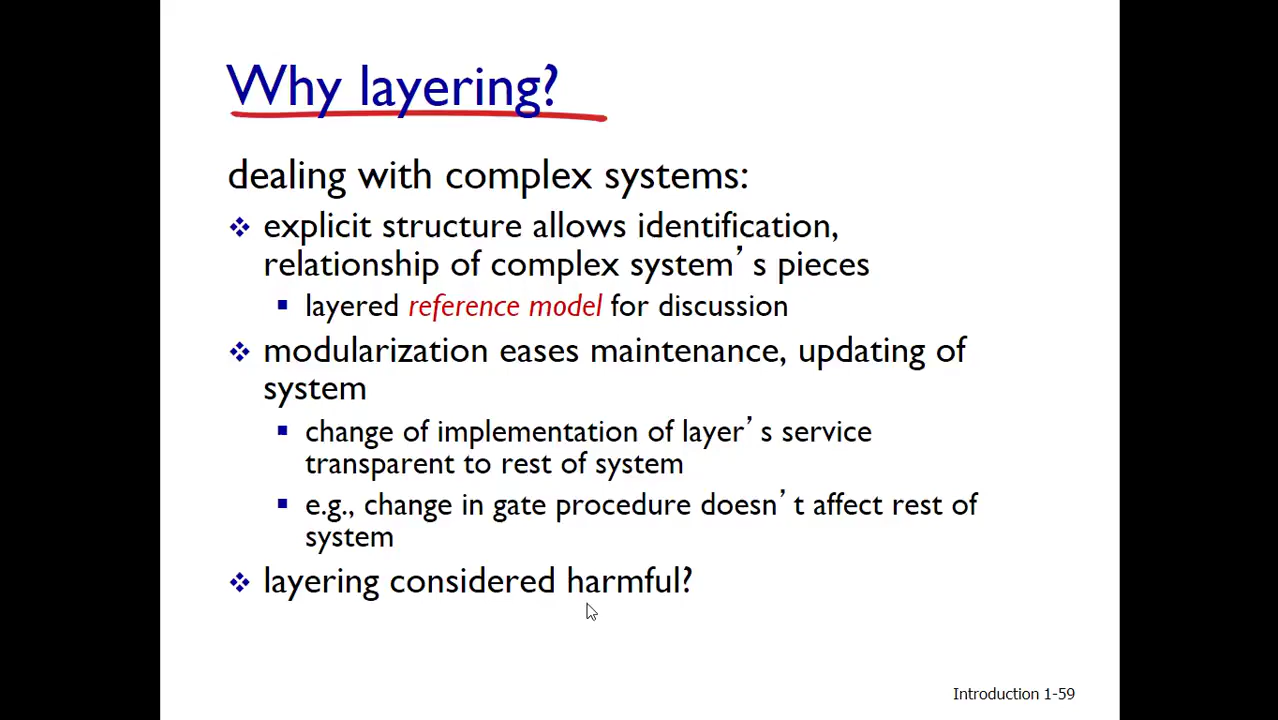 Why layering?
dealing with complex systems:
explicit structure allows identification,
relationship of complex system’s pieces
layered reference model for discussion
modularization eases maintenance, updating of
system
change of implementation of layer’s service
transparent to rest of system
e.g., change in gate procedure doesn’t affect rest of
system
layering considered harmful?
Introduction 1-59